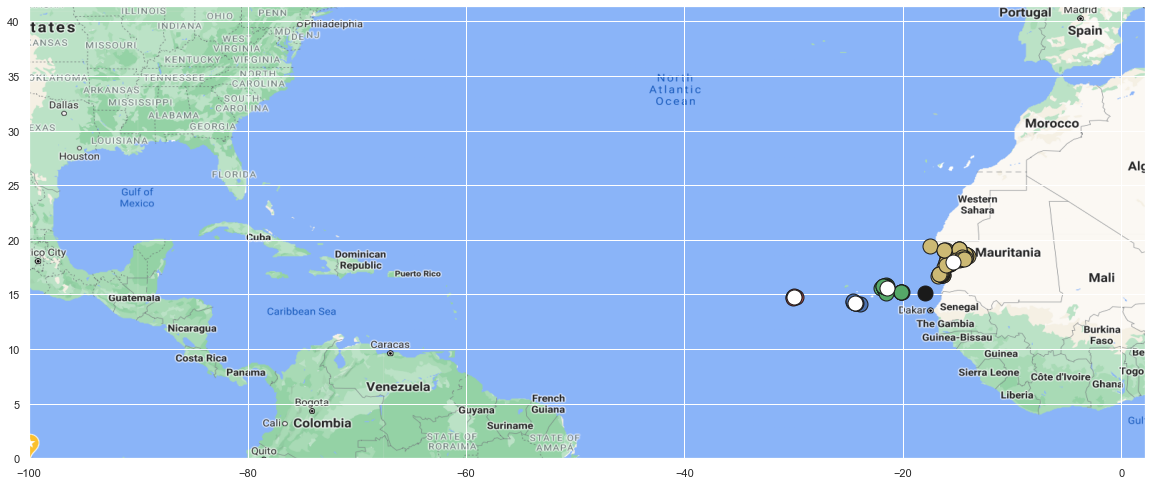 ILLINOIS
OHIO
PENN
Philadelphia
tates
INDIANA
MD
DE
NJ
KANSAS
MISSOURI
WEST
VIRGINIA
KENTUCKY
VIRGINIA
OKLAHOMA
TENNESSEE
NORTH
CAROLINA
ARKANSAS
MISSISSIPPI
SOUTH
CAROLINA
Dallas
ALABAMA
GEORGIA
EXAS
LOUISIANA
Houston
FLORIDA
Gulf of
Mexico
North
Atlantic
Ocean
Portugal
Madrid
Spain
Morocco
Alg
Western
Sahara
Cuba
ico City
Dominican
Republic
Puerto Rico
Mauritania
Mali
Guatemala
Caribbean Sea
Dakar
Senegal
Nicaragua
The Gambia
Guinea-Bissau
Burkina
Faso
Costa Rica
Caracas
Guinea
Be
Panama
Sierra Leone
Côte d'Ivoire
Togo
Ghana
Venezuela
Liberia
Bogota
Guyana
French
Guiana
Cali
Colombia
Suriname
Gulf
STATE OF
RORAIMA
STATE OF
AMAPA
Quito
40
35
30
25
20
15
10
5
0
−100
−80
−60
−40
−20
0